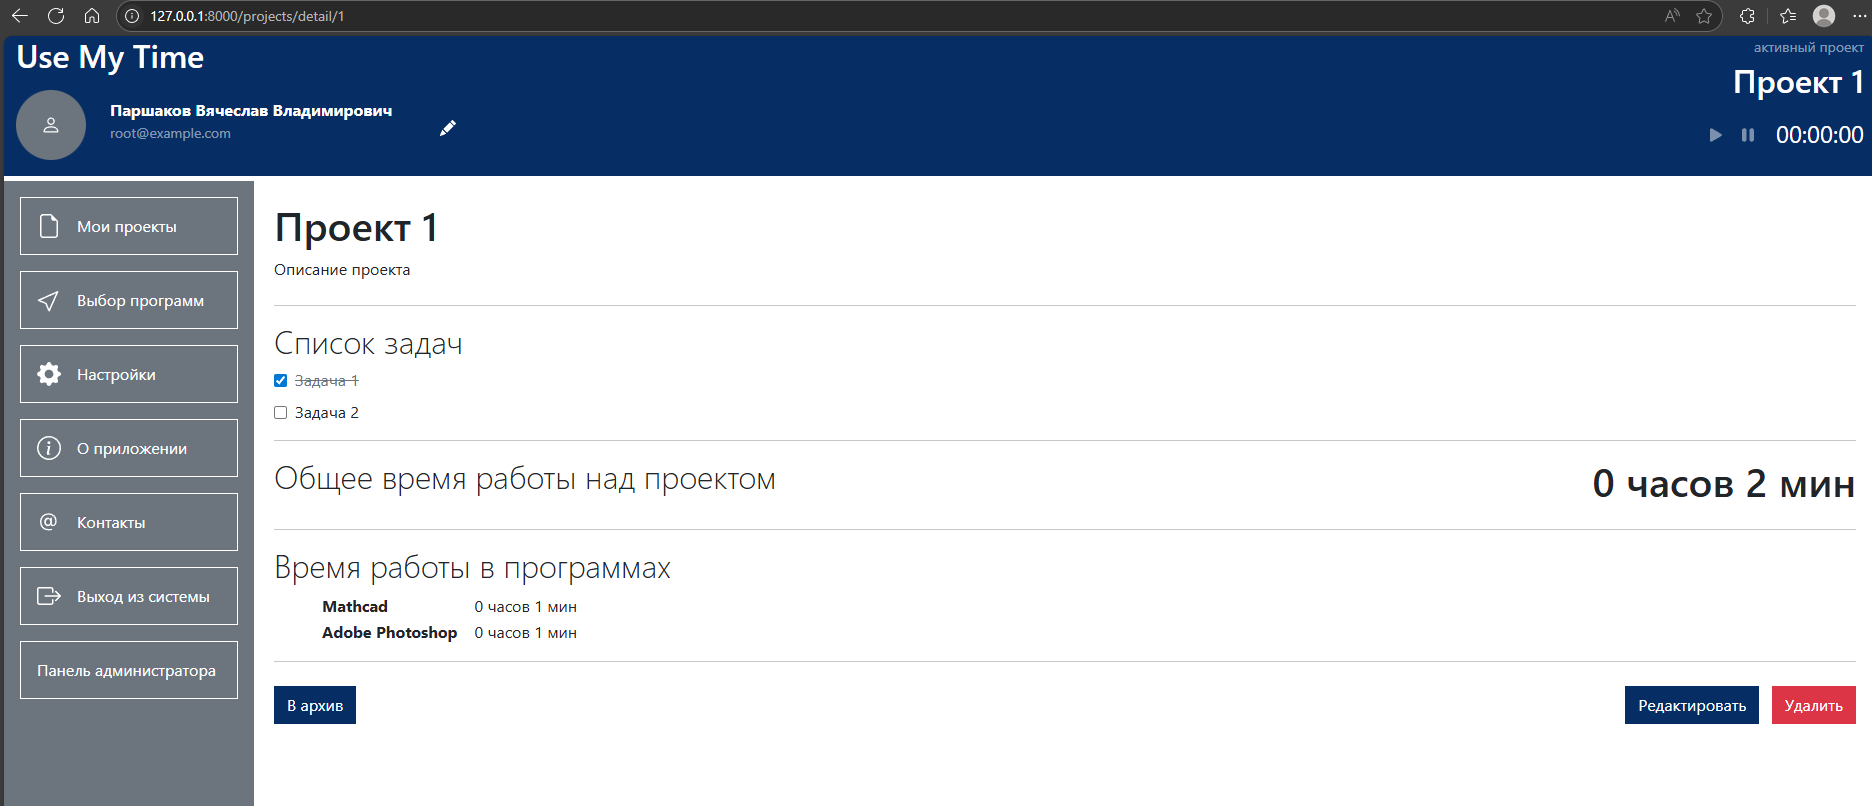 127.0.0.1:8000/projects/detail/1
Use My Time
активный проект
Проект 1
Паршаков Вячеслав Владимирович
root@example.com
00:00:00
Мои проекты
Выбор программ
Настройки
О приложении
Контакты
Выход из системы
Панель администратора
Проект 1
Описание проекта
Список задач
Задача 1
Задача 2
Общее время работы над проектом
0 часов 2 мин
Время работы в программах
Mathcad 0 часов 1 мин
Adobe Photoshop 0 часов 1 мин
В архив
Редактировать
Удалить